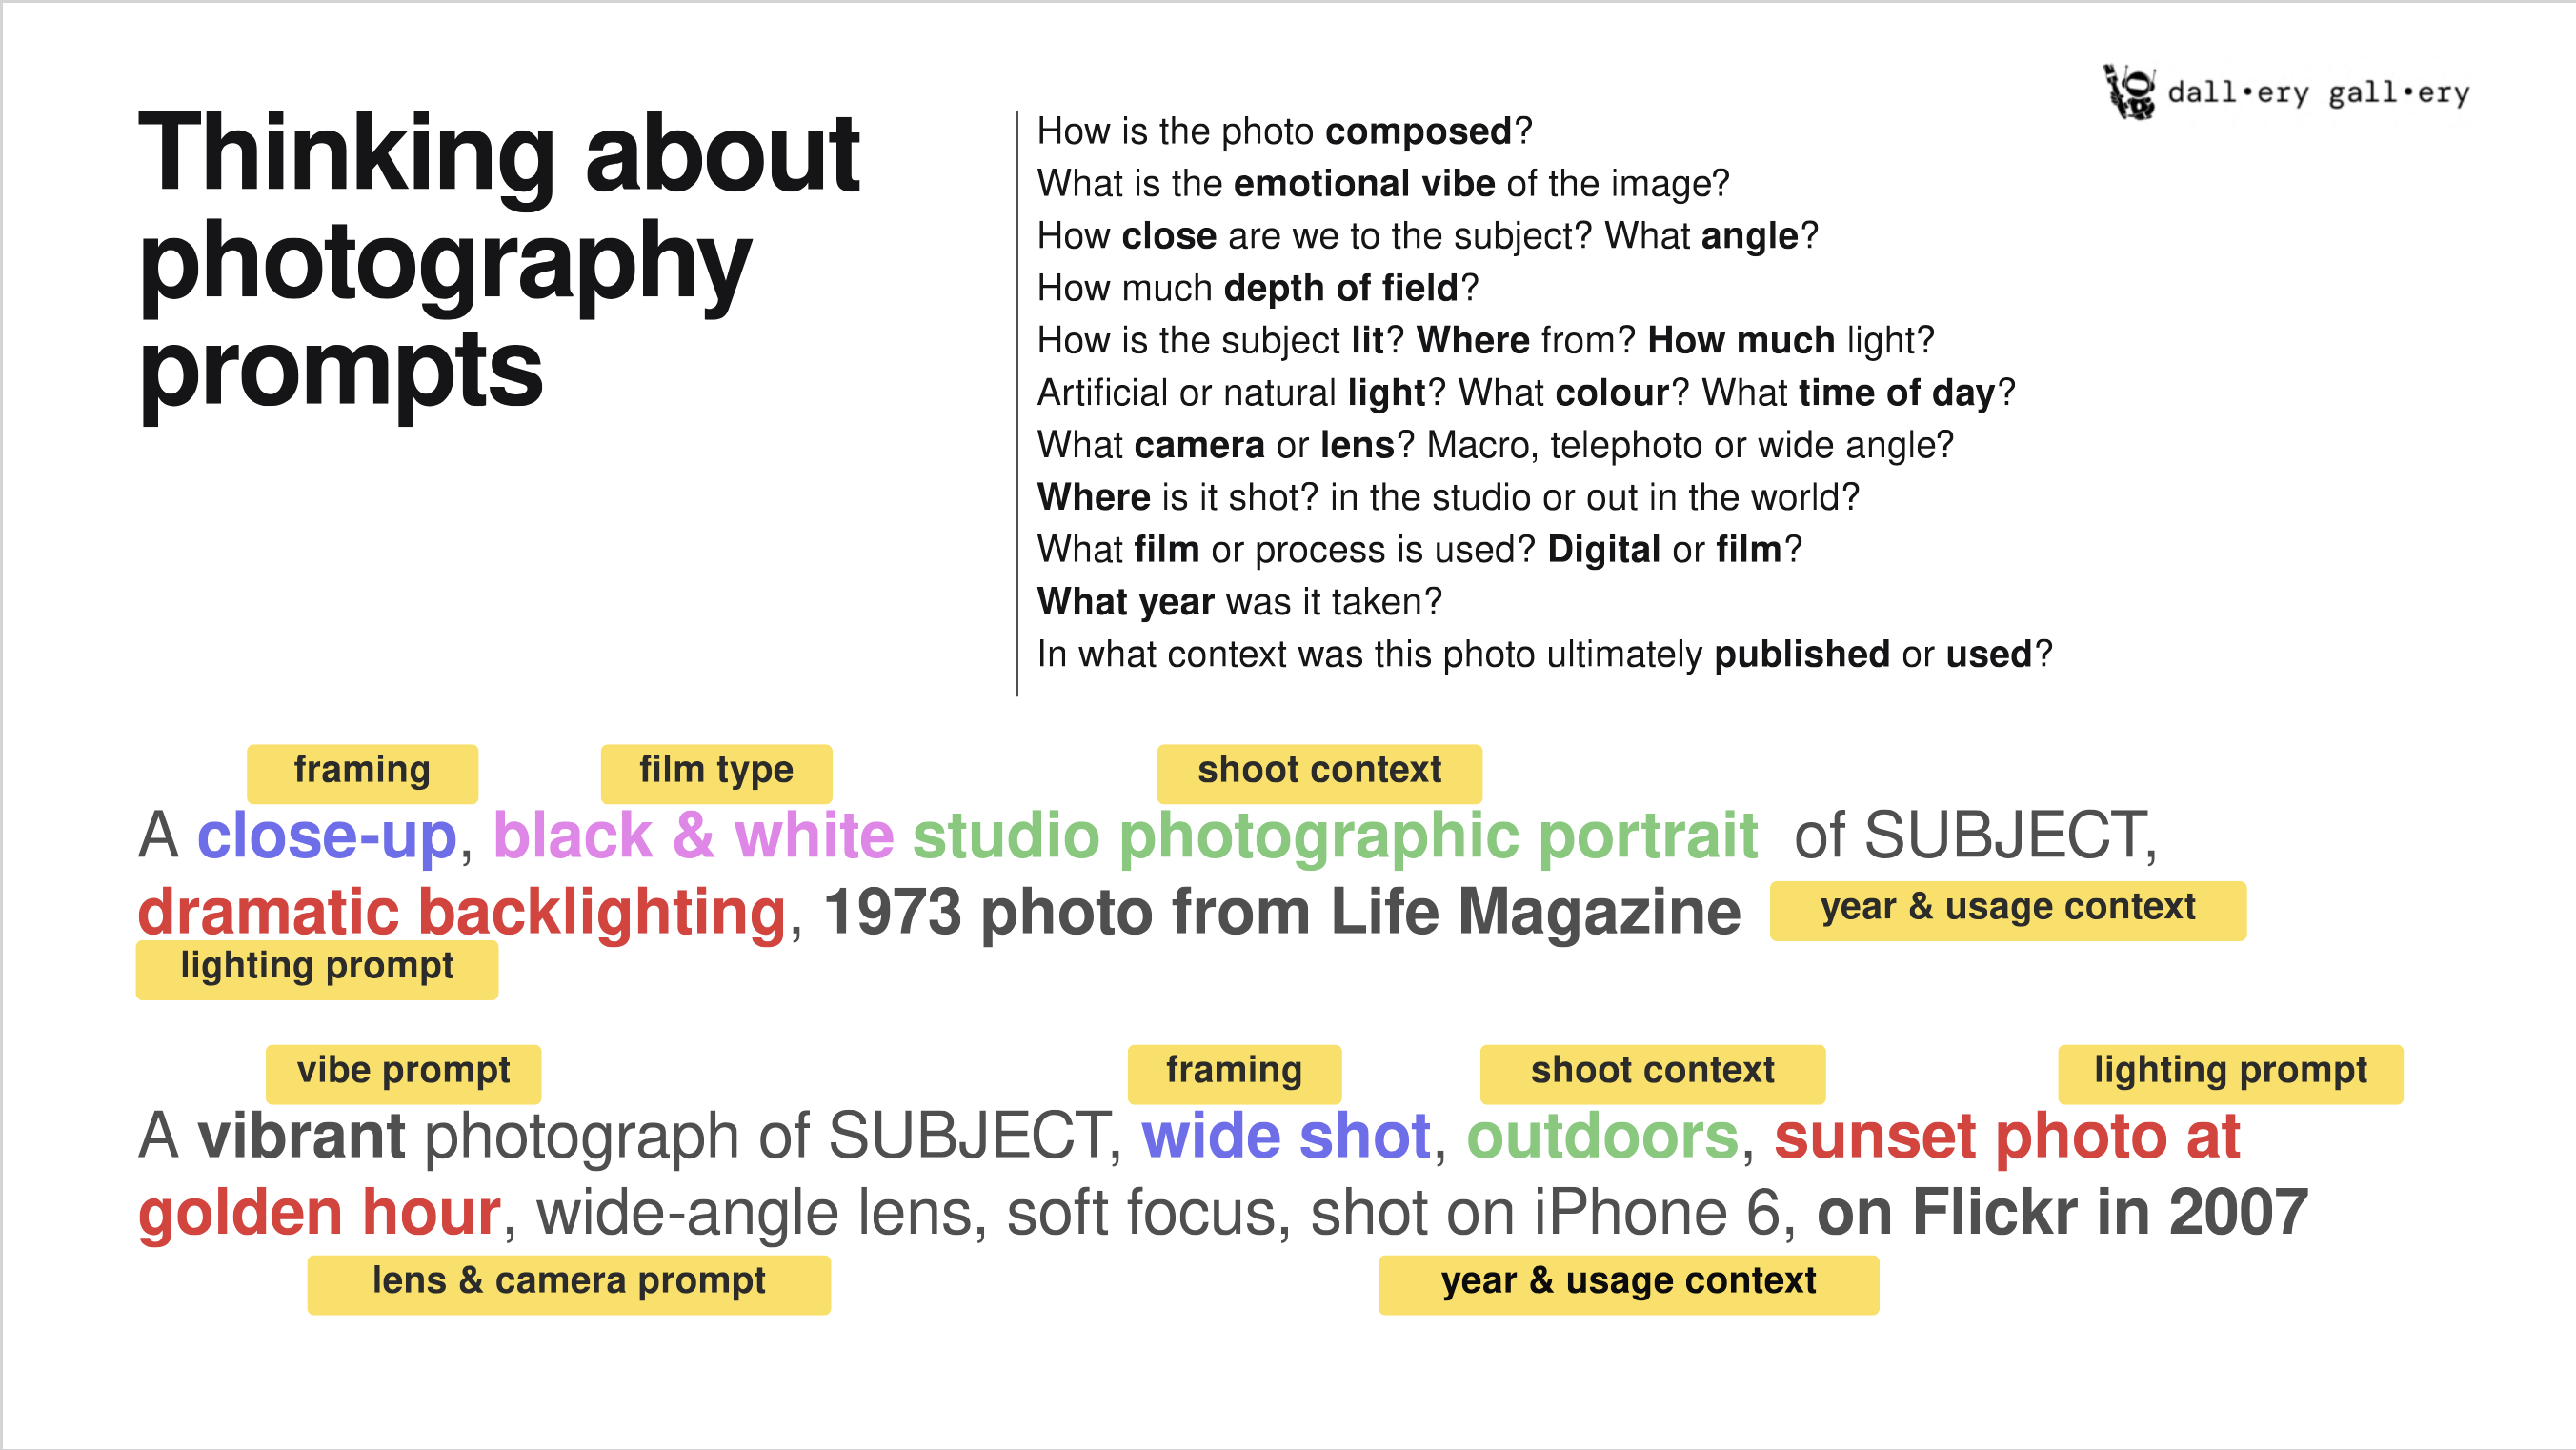 dall•ery gall•ery
Thinking about
photography
prompts
How is the photo composed?
What is the emotional vibe of the image?
How close are we to the subject? What angle?
How much depth of field?
How is the subject lit? Where from? How much light?
Artificial or natural light? What colour? What time of day?
What camera or lens? Macro, telephoto or wide angle?
Where is it shot? in the studio or out in the world?
What film or process is used? Digital or film?
What year was it taken?
In what context was this photo ultimately published or used?
framing film type shoot context
A close-up, black & white studio photographic portrait of SUBJECT,
dramatic backlighting, 1973 photo from Life Magazine year & usage context
lighting prompt
vibe prompt framing shoot context lighting prompt
A vibrant photograph of SUBJECT, wide shot, outdoors, sunset photo at
golden hour, wide-angle lens, soft focus, shot on iPhone 6, on Flickr in 2007
lens & camera prompt year & usage context